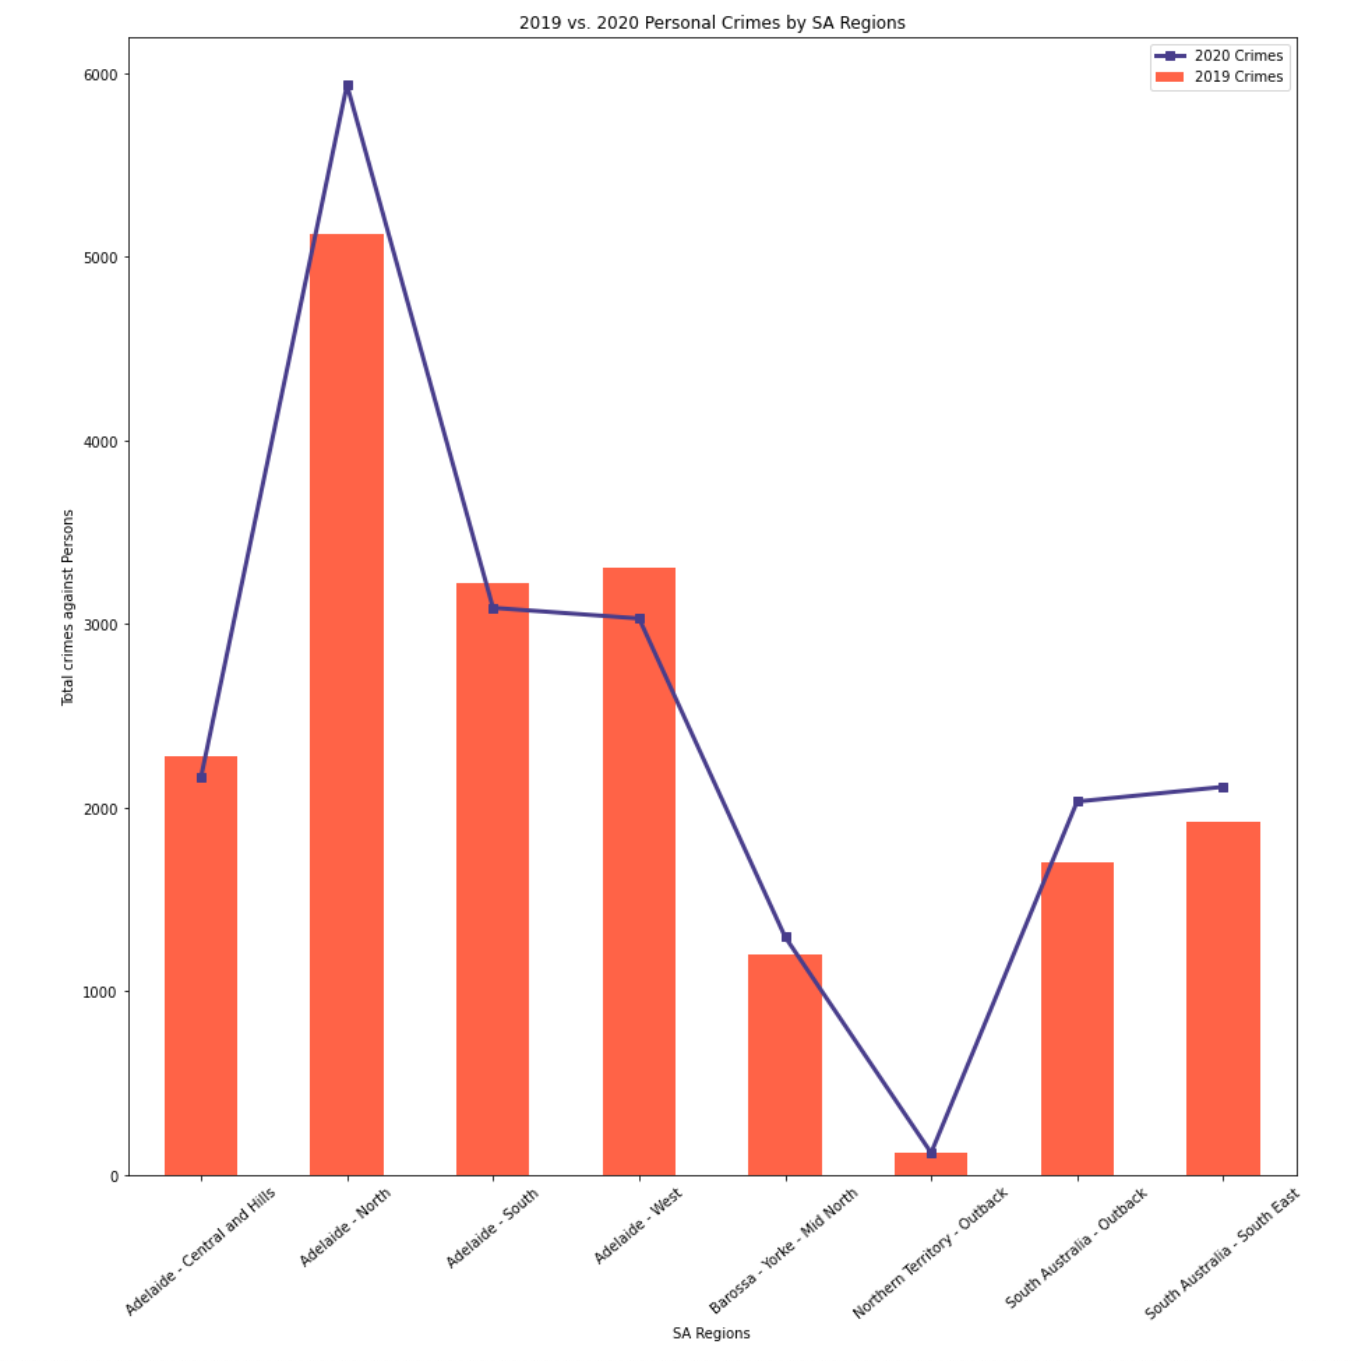 2019 vs. 2020 Personal Crimes by SA Regions
2020 Crimes
2019 Crimes
Total crimes against Persons
6000
5000
4000
3000
2000
1000
0
Adelaide - Central and Hills
Adelaide - North
Adelaide - South
Adelaide - West
Barossa - Yorke - Mid North
Northern Territory - Outback
South Australia - Outback
South Australia - South East
SA Regions